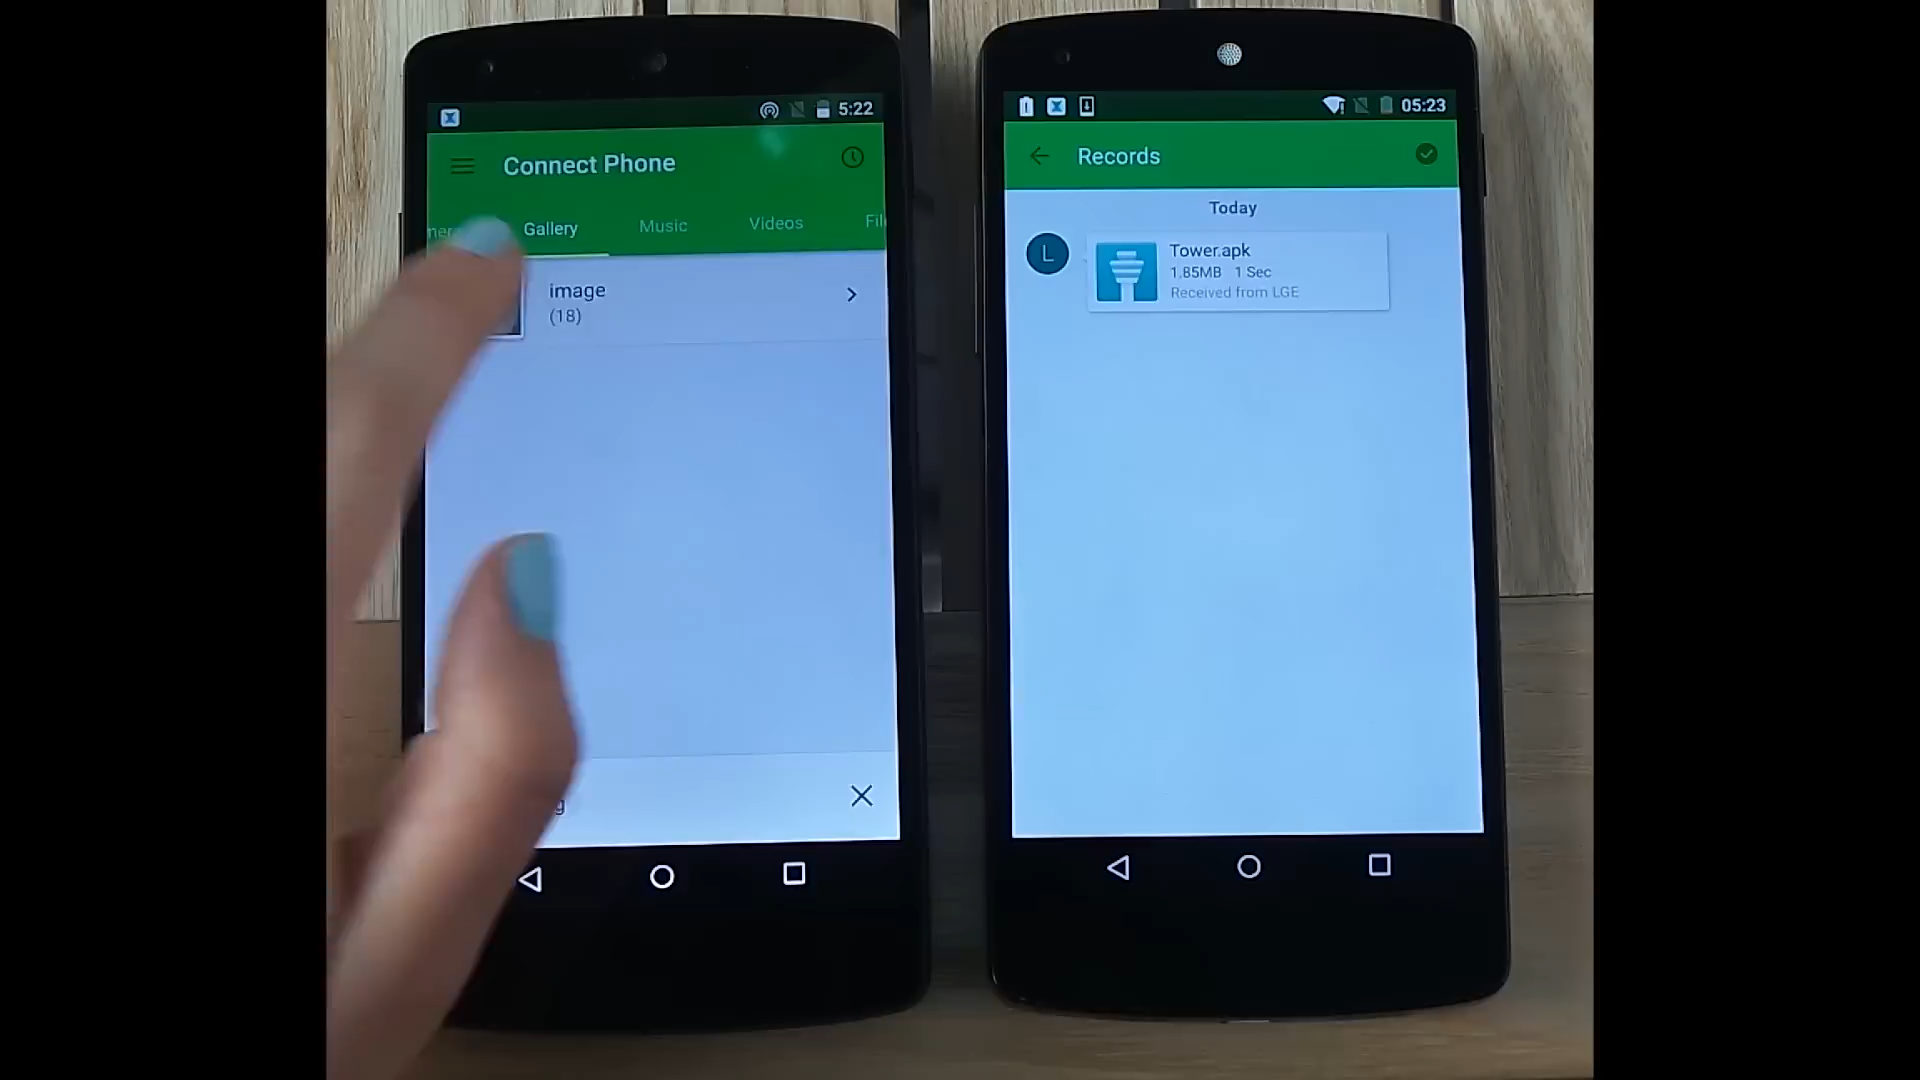 5:22
Connect Phone
Gallery Music Videos
image
(18)
05:23
Records
Today
L
Tower.apk
1.85MB 1 Sec
Received from LGE